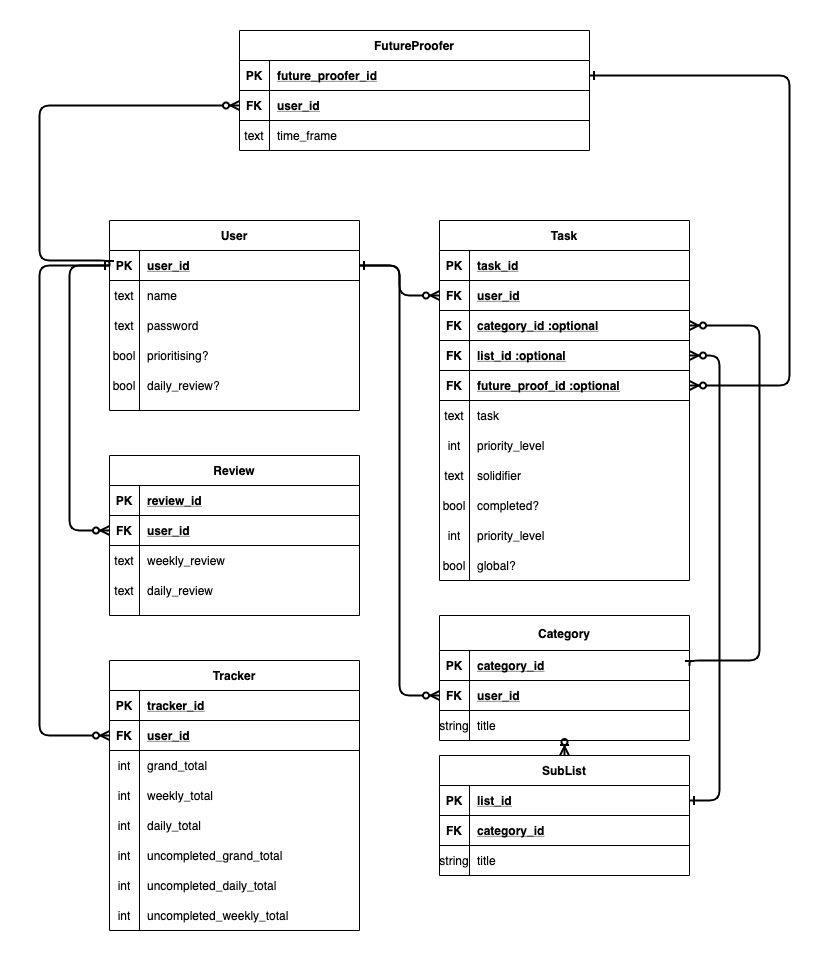 FutureProofer
PK future_proofer_id
FK user_id
text time_frame
User
PK user_id
text name
text password
bool prioritising?
bool daily_review?
Task
PK task_id
FK user_id
FK category_id :optional
FK list_id :optional
FK future_proof_id :optional
text task
int priority_level
text solidifier
bool completed?
int priority_level
bool global?
Review
PK review_id
FK user_id
text weekly_review
text daily_review
Category
PK category_id
FK user_id
string title
Tracker
PK tracker_id
FK user_id
int grand_total
int weekly_total
int daily_total
int uncompleted_grand_total
int uncompleted_daily_total
int uncompleted_weekly_total
SubList
PK list_id
FK category_id
string title